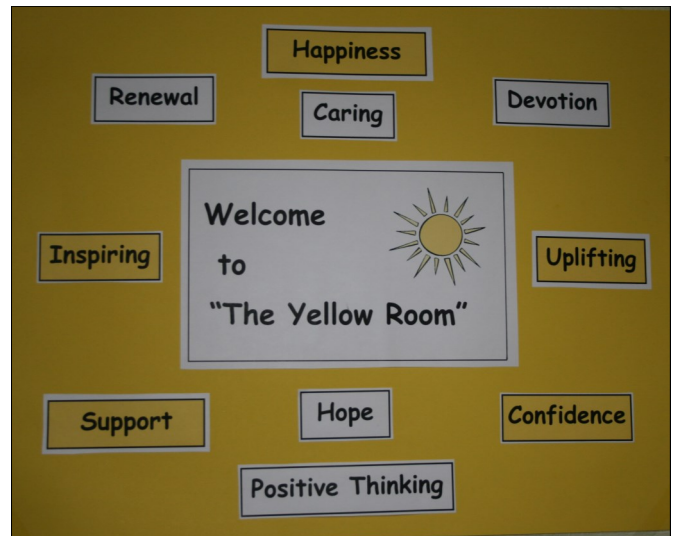 Happiness
Renewal
Caring
Devotion
Welcome
to
“The Yellow Room”
Inspiring
Uplifting
Support
Hope
Confidence
Positive Thinking